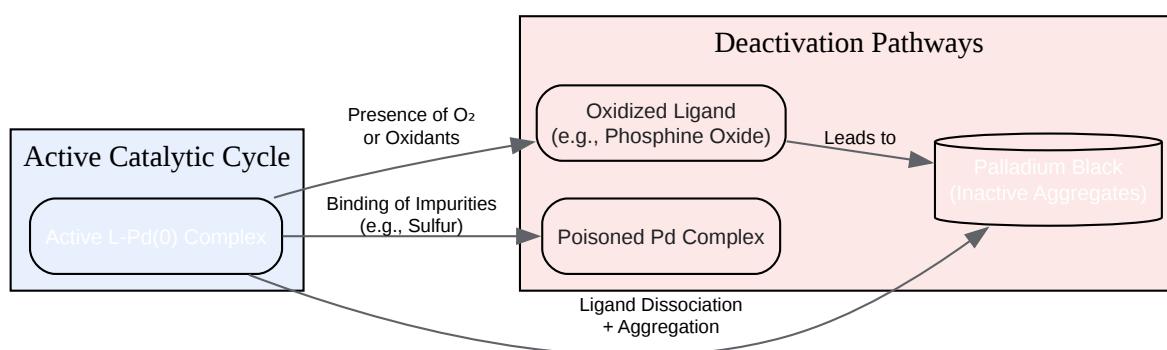 Deactivation Pathways
Active Catalytic Cycle
Active L-Pd(0) Complex
Presence of O₂
or Oxidants
Oxidized Ligand
(e.g., Phosphine Oxide)
Leads to
Palladium Black
(Inactive Aggregates)
Binding of Impurities
(e.g., Sulfur)
Poisoned Pd Complex
Ligand Dissociation
+ Aggregation